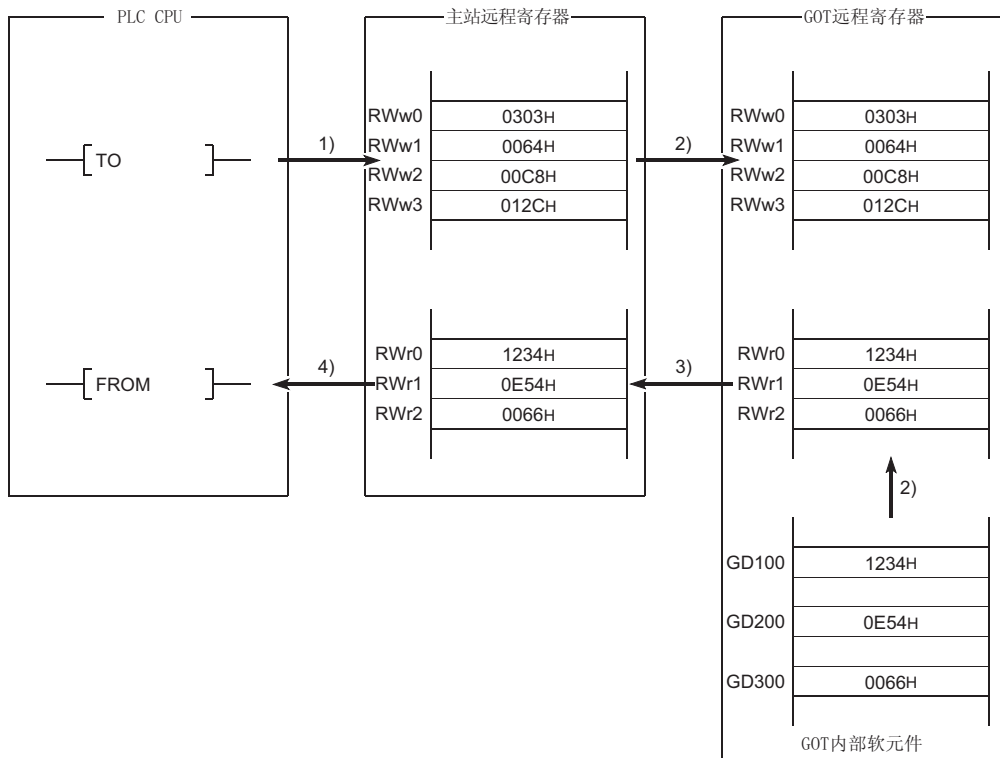 PLC CPU
主站远程寄存器
GOT远程寄存器
TO
1)
RWw0 0303H
RWw1 0064H
RWw2 00C8H
RWw3 012CH
2)
RWw0 0303H
RWw1 0064H
RWw2 00C8H
RWw3 012CH
FROM
4)
RWr0 1234H
RWr1 0E54H
RWr2 0066H
3)
RWr0 1234H
RWr1 0E54H
RWr2 0066H
2)
GD100 1234H
GD200 0E54H
GD300 0066H
GOT内部软元件